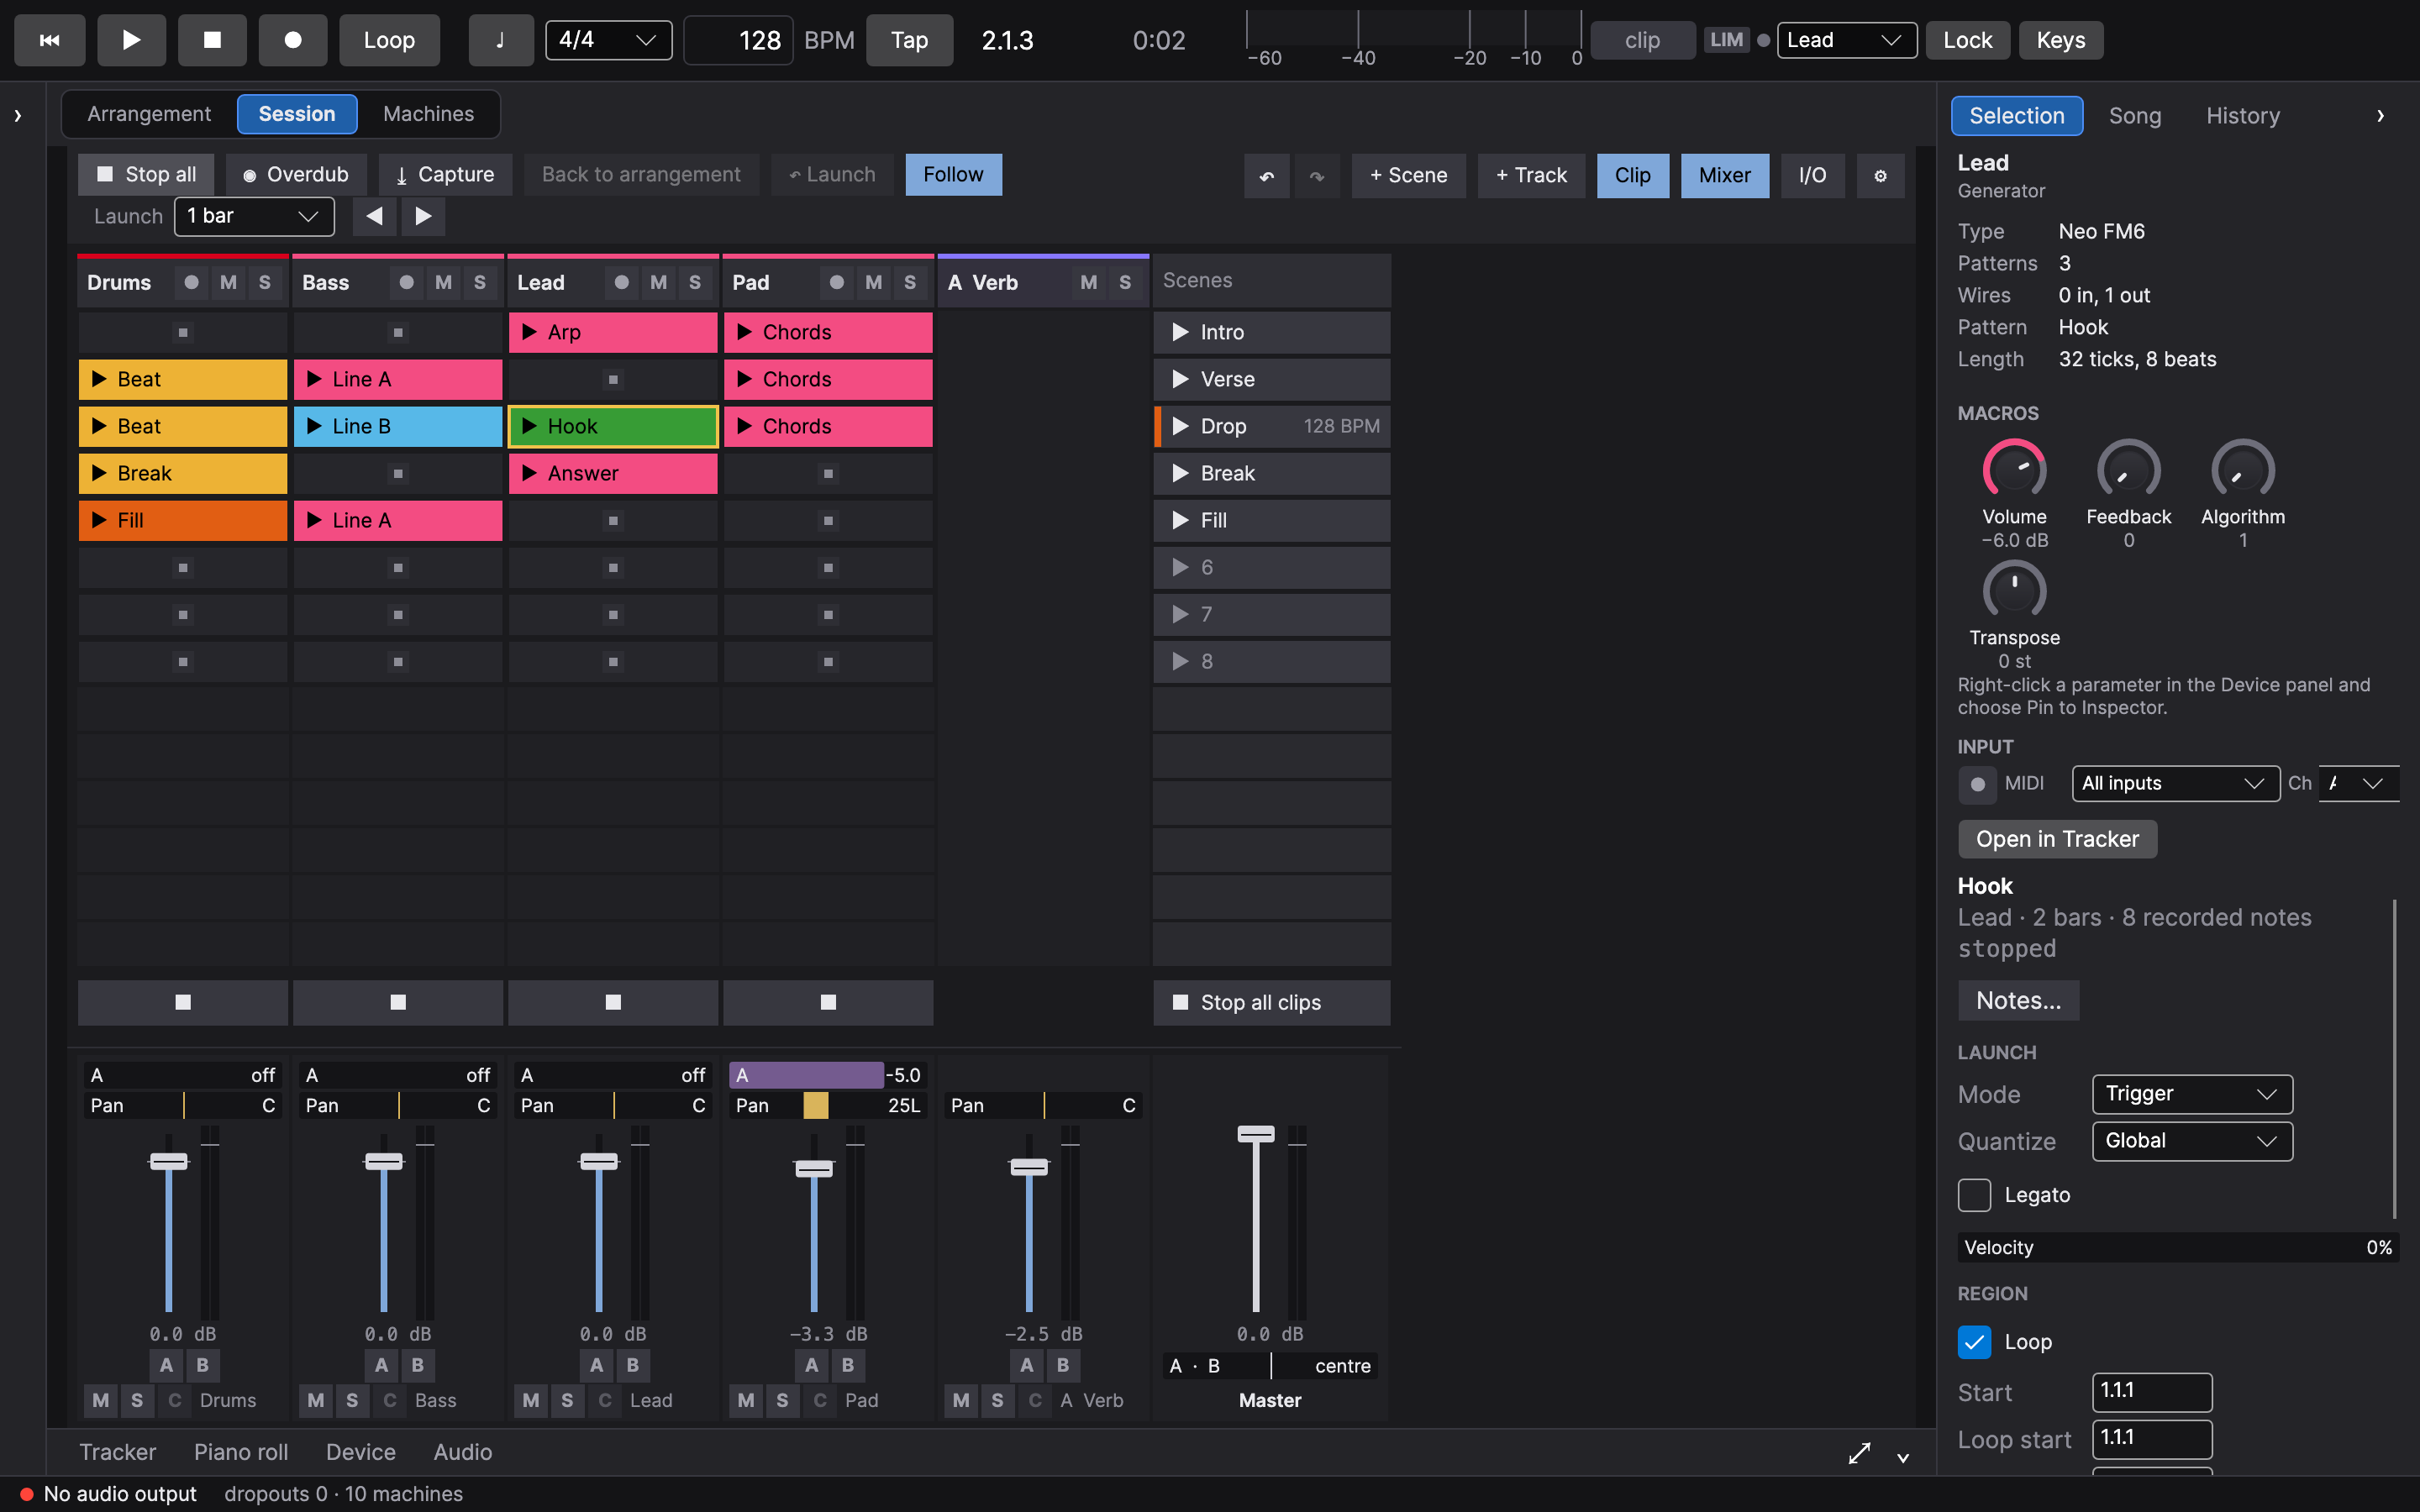 Loop
4/4
128 BPM
Tap
2.1.3
0:02
−60 −40 −20 −10 0
clip
LIM
Lead
Lock
Keys
Arrangement Session Machines
Stop all
Overdub
Capture
Back to arrangement
Launch
Follow
+ Scene
+ Track
Clip
Mixer
I/O
Launch 1 bar
Drums M S
Bass M S
Lead M S
Pad M S
A Verb M S
Scenes
Arp Chords Intro
Beat Line A Chords Verse
Beat Line B Hook Chords Drop 128 BPM
Break Answer Break
Fill Line A Fill
6
7
8
Stop all clips
A off A off A off A -5.0
Pan C Pan C Pan C Pan 25L Pan C
0.0 dB 0.0 dB 0.0 dB −3.3 dB −2.5 dB 0.0 dB
A B A B A B A B A B A · B centre
M S C Drums M S C Bass M S C Lead M S C Pad M S C A Verb Master
Tracker Piano roll Device Audio
No audio output dropouts 0 · 10 machines
Selection Song History
Lead
Generator
Type Neo FM6
Patterns 3
Wires 0 in, 1 out
Pattern Hook
Length 32 ticks, 8 beats
MACROS
Volume Feedback Algorithm
−6.0 dB 0 1
Transpose
0 st
Right-click a parameter in the Device panel and
choose Pin to Inspector.
INPUT
MIDI All inputs Ch
Open in Tracker
Hook
Lead · 2 bars · 8 recorded notes
stopped
Notes...
LAUNCH
Mode Trigger
Quantize Global
Legato
Velocity 0%
REGION
Loop
Start 1.1.1
Loop start 1.1.1